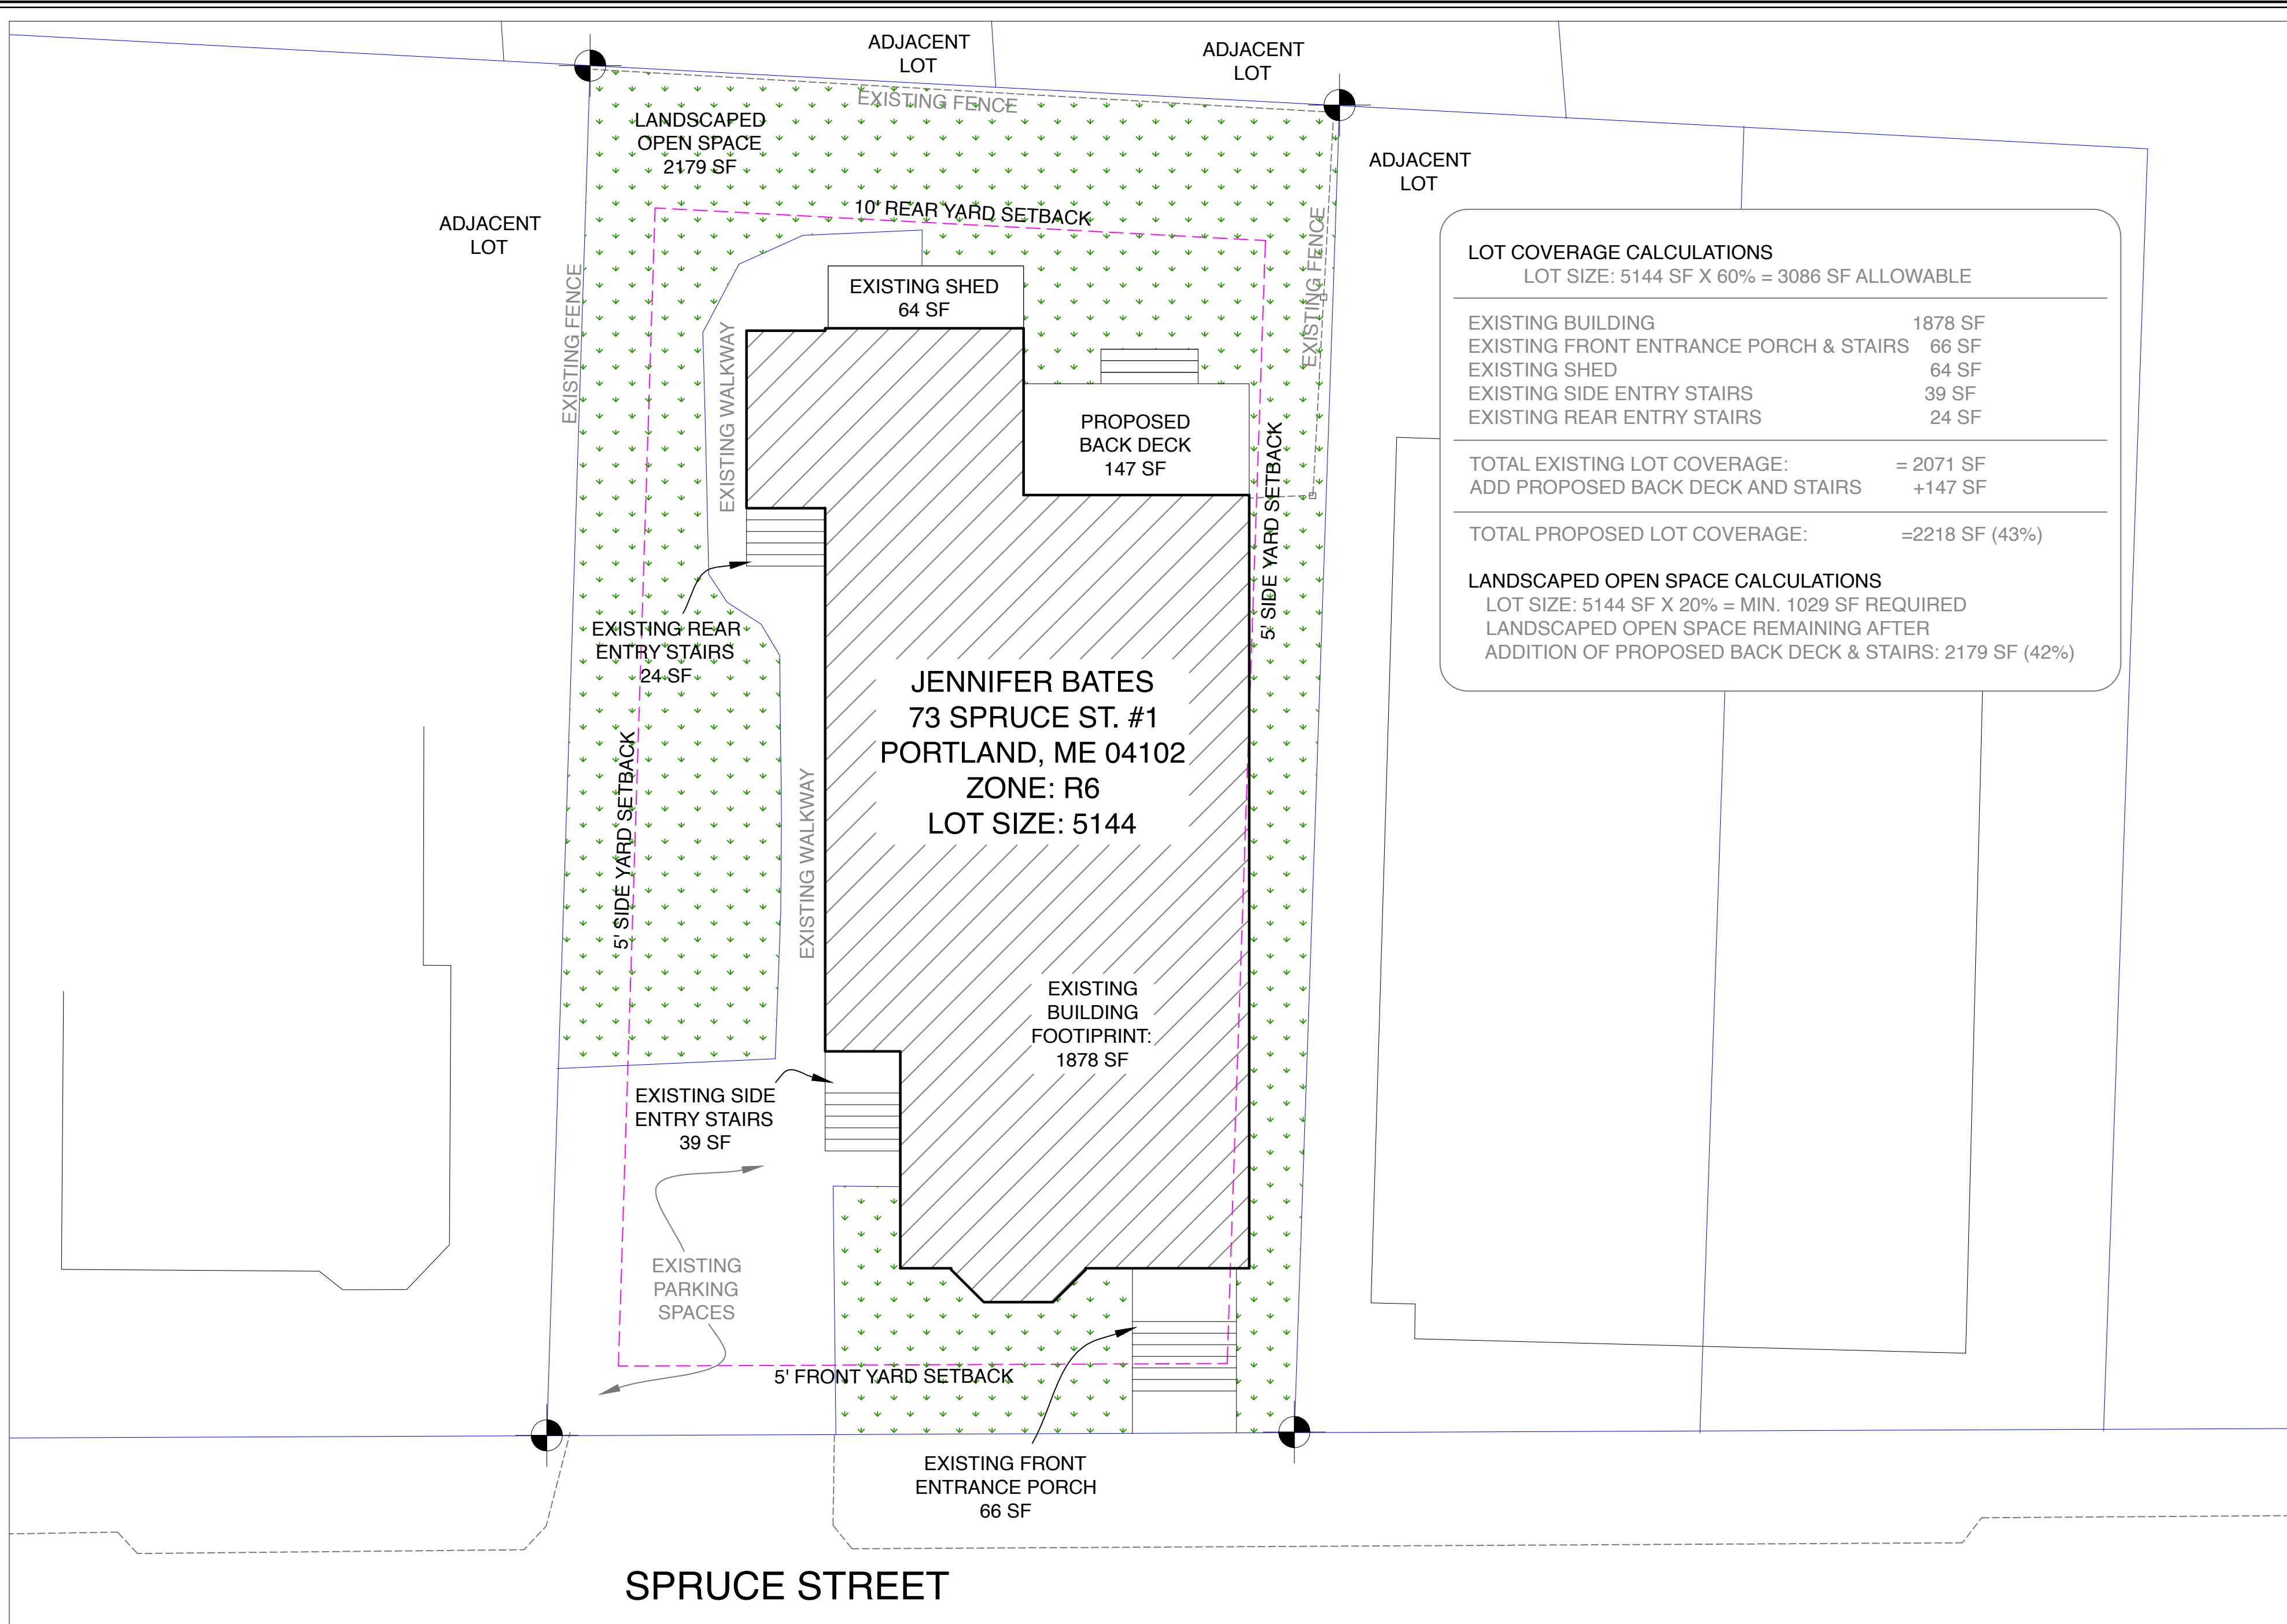 ADJACENT
LOT
ADJACENT
LOT
EXISTING FENCE
LANDSCAPED
OPEN SPACE
2179 SF
ADJACENT
LOT
ADJACENT
LOT
10' REAR YARD SETBACK
EXISTING FENCE
EXISTING FENCE
EXISTING SHED
64 SF
EXISTING WALKWAY
PROPOSED
BACK DECK
147 SF
5' SIDE YARD SETBACK
LOT COVERAGE CALCULATIONS
LOT SIZE: 5144 SF X 60% = 3086 SF ALLOWABLE
EXISTING BUILDING 1878 SF
EXISTING FRONT ENTRANCE PORCH & STAIRS 66 SF
EXISTING SHED 64 SF
EXISTING SIDE ENTRY STAIRS 39 SF
EXISTING REAR ENTRY STAIRS 24 SF
TOTAL EXISTING LOT COVERAGE: = 2071 SF
ADD PROPOSED BACK DECK AND STAIRS +147 SF
TOTAL PROPOSED LOT COVERAGE: =2218 SF (43%)
LANDSCAPED OPEN SPACE CALCULATIONS
LOT SIZE: 5144 SF X 20% = MIN. 1029 SF REQUIRED
LANDSCAPED OPEN SPACE REMAINING AFTER
ADDITION OF PROPOSED BACK DECK & STAIRS: 2179 SF (42%)
EXISTING REAR
ENTRY STAIRS
24 SF
JENNIFER BATES
73 SPRUCE ST. #1
PORTLAND, ME 04102
ZONE: R6
LOT SIZE: 5144
5' SIDE YARD SETBACK
EXISTING WALKWAY
EXISTING
BUILDING
FOOTIPRINT:
1878 SF
EXISTING SIDE
ENTRY STAIRS
39 SF
EXISTING
PARKING
SPACES
5' FRONT YARD SETBACK
EXISTING FRONT
ENTRANCE PORCH
66 SF
SPRUCE STREET